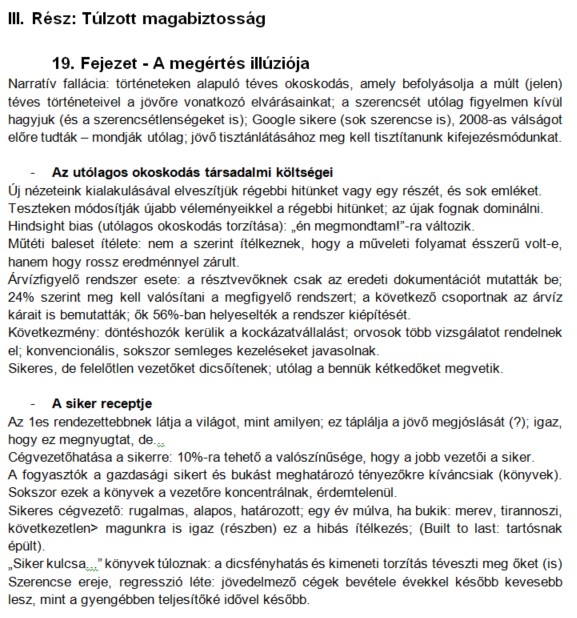 III. Rész: Túlzott magabiztosság
19. Fejezet - A megértés illúziója
Narratív fallácia: történeteken alapuló téves okoskodás, amely befolyásolja a múlt (jelen)
téves történeteivel a jövőre vonatkozó elvárásainkat; a szerencsét utólag figyelmen kívül
hagyjuk (és a szerencsétlenségeket is); Google sikere (sok szerencse is), 2008-as válságot
előre tudták – mondják utólag; jövő tisztánlátásához meg kell tisztítanunk kifejezésmódunkat.
- Az utólagos okoskodás társadalmi költségei
Új nézeteink kialakulásával elveszítjük régebbi hitünket vagy egy részét, és sok emléket.
Teszteken módosítják újabb véleményeikkel a régebbi hitünket; az újak fognak dominálni.
Hindsight bias (utólagos okoskodás torzítása): „én megmondtam!”-ra változik.
Műtéti baleset ítélete: nem a szerint ítélkeznek, hogy a műveleti folyamat ésszerű volt-e,
hanem hogy rossz eredménnyel zárult.
Árvízfigyelő rendszer esete: a résztvevőknek csak az eredeti dokumentációt mutatták be;
24% szerint meg kell valósítani a megfigyelő rendszert; a következő csoportnak az árvíz
kárait is bemutatták; ők 56%-ban helyeselték a rendszer kiépítését.
Következmény: döntéshozók kerülik a kockázatvállalást; orvosok több vizsgálatot rendelnek
el; konvencionális, sokszor semleges kezeléseket javasolnak.
Sikeres, de felelőtlen vezetőket dicsőítenek; utólag a bennük kétkedőket megvetik.
- A siker receptje
Az 1es rendezettebbnek látja a világot, mint amilyen; ez táplálja a jövő megjóslását (?); igaz,
hogy ez megnyugtat, de...
Cégvezetőhatása a sikerre: 10%-ra tehető a valószínűsége, hogy a jobb vezetői a siker.
A fogyasztók a gazdasági sikert és bukást meghatározó tényezőkre kíváncsiak (könyvek).
Sokszor ezek a könyvek a vezetőre koncentrálnak, érdemtelenül.
Sikeres cégvezető: rugalmas, alapos, határozott; egy év múlva, ha bukik: merev, tirannoszi,
következetlen> magunkra is igaz (részben) ez a hibás ítélkezés; (Built to last: tartósnak
épült).
„Siker kulcsa...” könyvek túloznak: a dicsfényhatás és kimeneti torzítás téveszti meg őket (is)
Szerencse ereje, regresszió léte: jövedelmező cégek bevétele évekkel később kevesebb
lesz, mint a gyengébben teljesítőké idővel később.